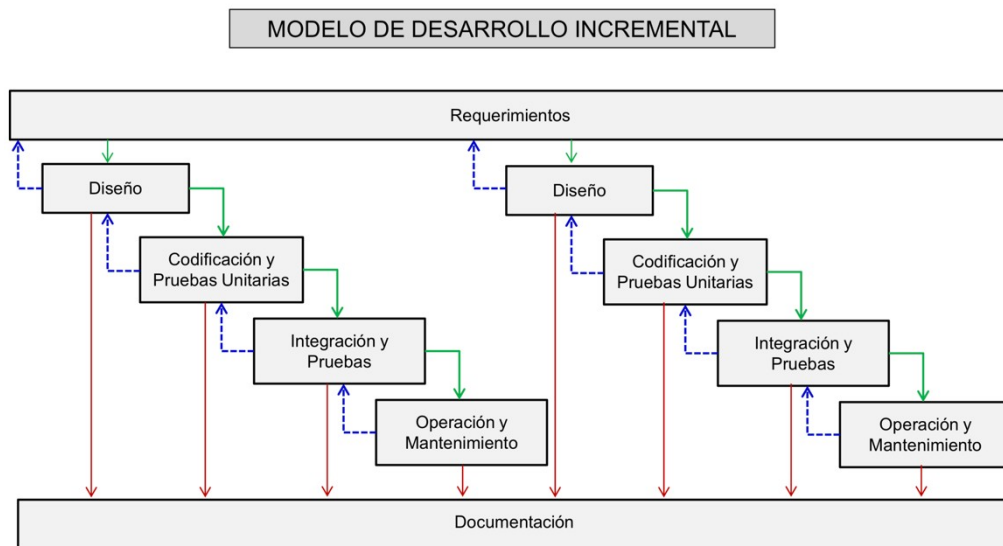 MODELO DE DESARROLLO INCREMENTAL
Requerimientos
Diseño
Codificación y
Pruebas Unitarias
Integración y
Pruebas
Operación y
Mantenimiento
Diseño
Codificación y
Pruebas Unitarias
Integración y
Pruebas
Operación y
Mantenimiento
Documentación